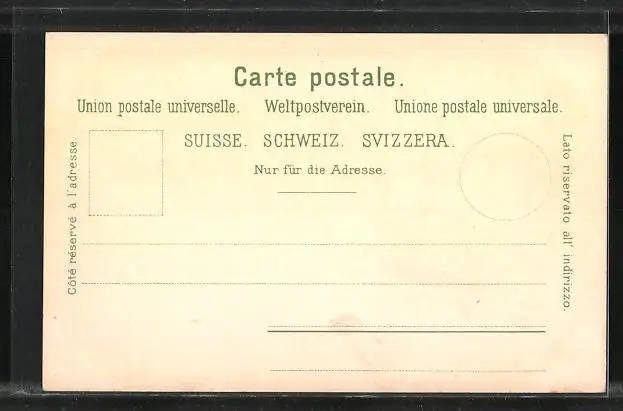 Carte postale.
Union postale universelle. Weltpostverein. Unione postale universale.
SUISSE. SCHWEIZ. SVIZZERA.
Nur für die Adresse.
Côté réservé à l'adresse.
Lato riservato all' indirizzo.